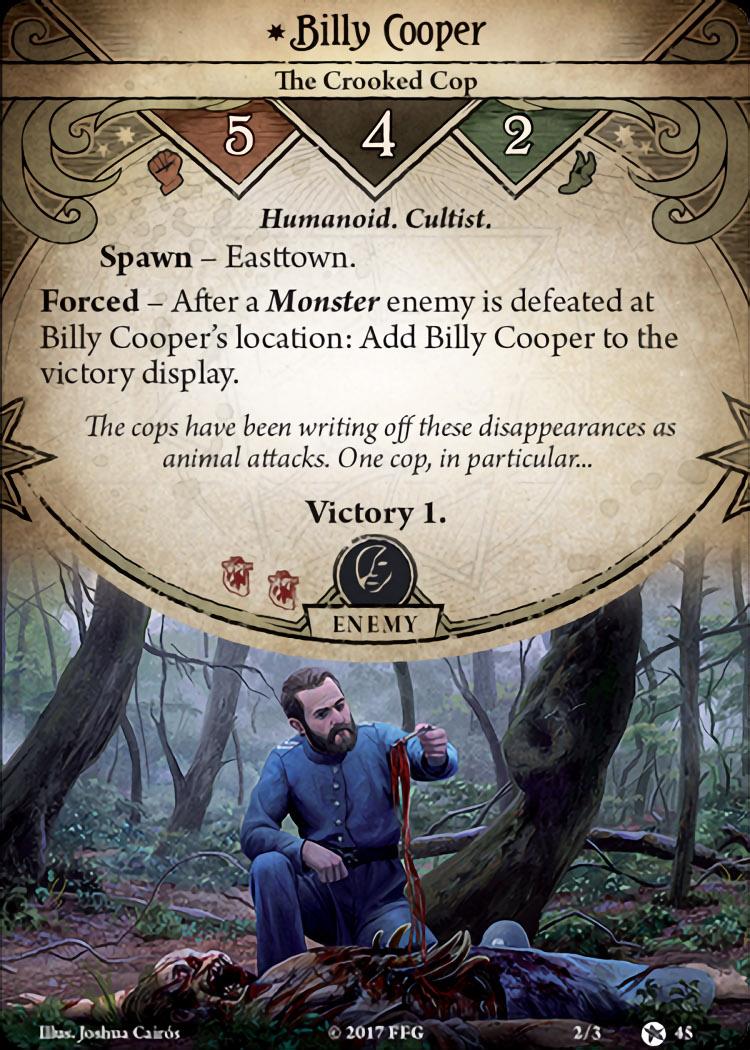 Billy Cooper
The Crooked Cop
5 4 2
Humanoid. Cultist.
Spawn – Easttown.
Forced – After a Monster enemy is defeated at
Billy Cooper's location: Add Billy Cooper to the
victory display.
The cops have been writing off these disappearances as
animal attacks. One cop, in particular...
Victory 1.
ENEMY
Illus. Joshua Cairós
© 2017 FFG
2/3
45